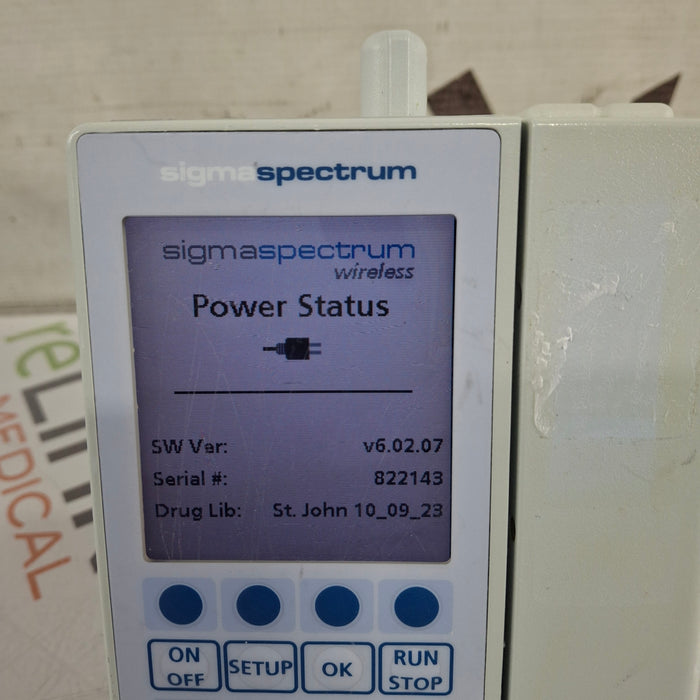 sigmaspectrum
sigmaspectrum
wireless
Power Status
SW Ver: v6.02.07
Serial #: 822143
Drug Lib: St. John 10_09_23
ON OFF
SETUP
OK
RUN STOP
MEDICAL